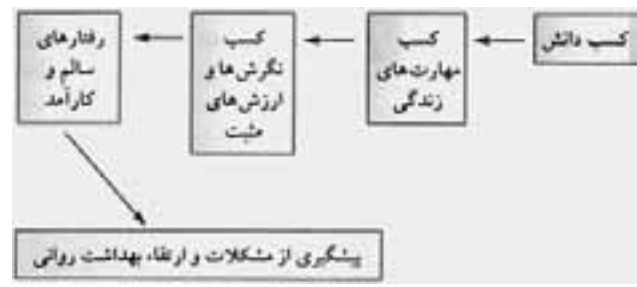 کسب دانش
کسب
مهارت‌های
زندگی
کسب
نگرش‌ها و
ارزش‌های
مثبت
رفتارهای
سالم و
کارآمد
پیشگیری از مشکلات و ارتقاء بهداشت روانی